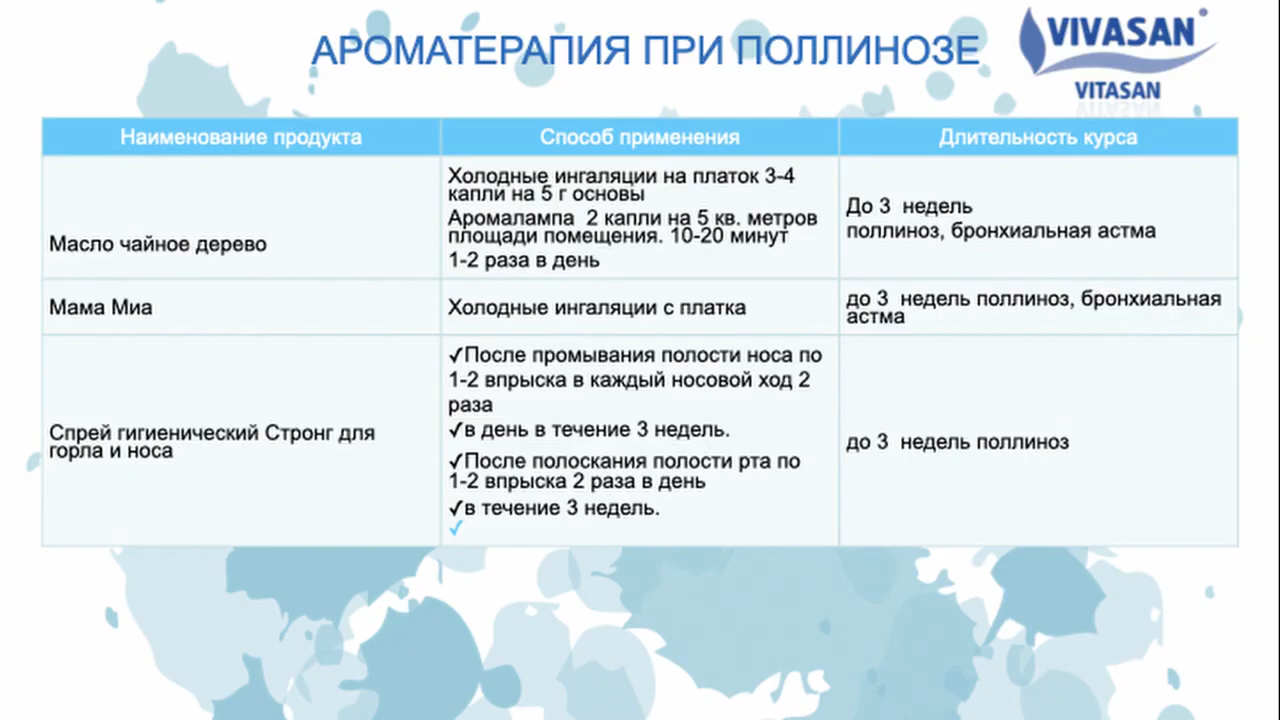 АРОМАТЕРАПИЯ ПРИ ПОЛЛИНОЗЕ
VIVASAN
VITASAN
Наименование продукта
Способ применения
Длительность курса
Масло чайное дерево
Холодные ингаляции на платок 3-4
капли на 5 г основы
Аромалампа 2 капли на 5 кв. метров
площади помещения. 10-20 минут
1-2 раза в день
До 3 недель
поллиноз, бронхиальная астма
Мама Миа
Холодные ингаляции с платка
до 3 недель поллиноз, бронхиальная
астма
Спрей гигиенический Стронг для
горла и носа
✓После промывания полости носа по
1-2 впрыска в каждый носовой ход 2
раза
✓в день в течение 3 недель.
✓После полоскания полости рта по
1-2 впрыска 2 раза в день
✓в течение 3 недель.
✓
до 3 недель поллиноз